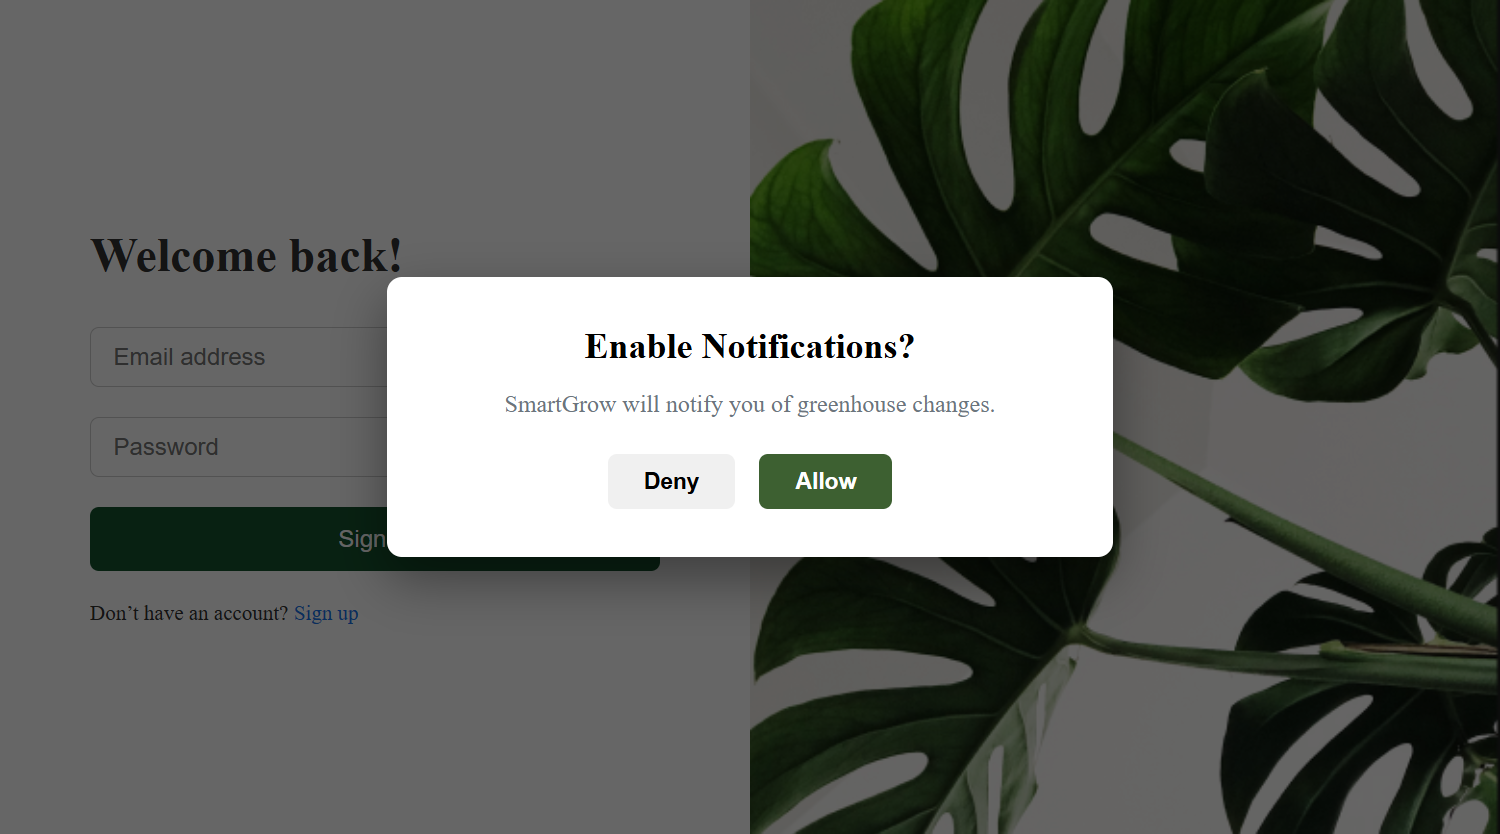 Welcome back!
Email address
Password
Sign
Don’t have an account? Sign up
Enable Notifications?
SmartGrow will notify you of greenhouse changes.
Deny
Allow